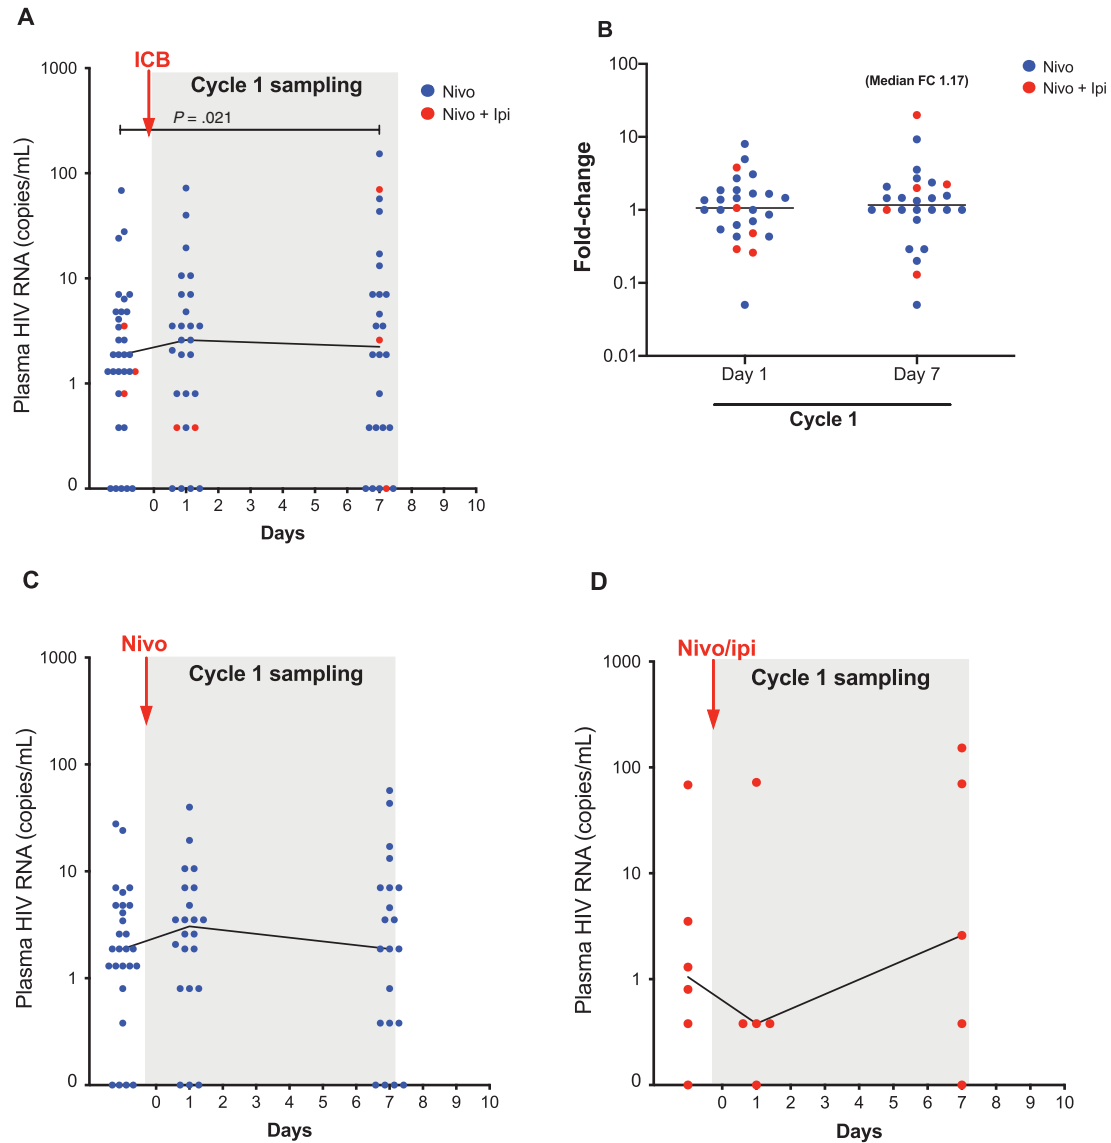 A
ICB
Cycle 1 sampling
P = .021
Nivo
Nivo + Ipi
Plasma HIV RNA (copies/mL)
1000
100
10
1
0
0 1 2 3 4 5 6 7 8 9 10
Days
B
(Median FC 1.17)
Nivo
Nivo + Ipi
Fold-change
100
10
1
0.1
0.01
Day 1 Day 7
Cycle 1
C
Nivo
Cycle 1 sampling
Plasma HIV RNA (copies/mL)
1000
100
10
1
0
0 1 2 3 4 5 6 7 8 9 10
Days
D
Nivo/ipi
Cycle 1 sampling
Plasma HIV RNA (copies/mL)
1000
100
10
1
0
0 1 2 3 4 5 6 7 8 9 10
Days